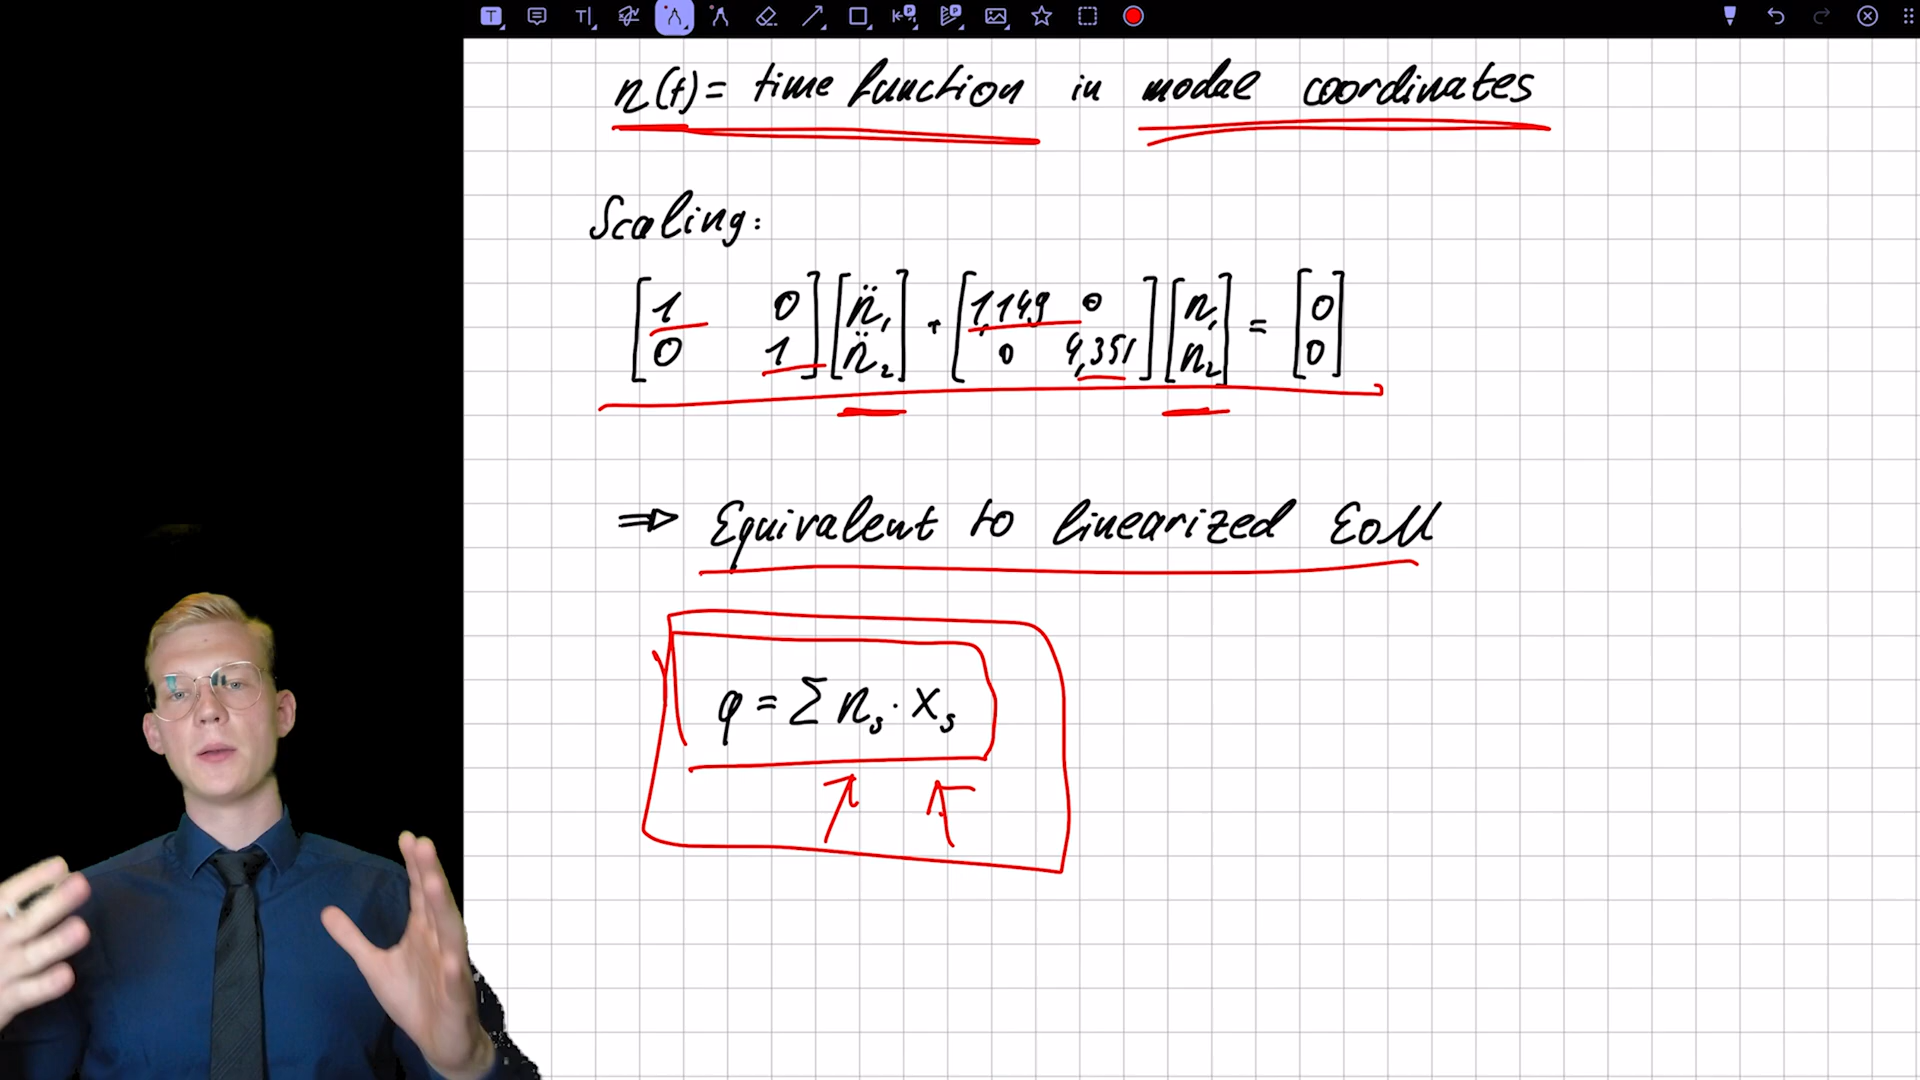 η(t) = time function in modal coordinates
Scaling:
[1 0; 0 1] [η̈₁; η̈₂] + [1,149 0; 0 4,351] [η₁; η₂] = [0; 0]
⇒ Equivalent to linearized EoM
φ = Σ ηₛ · Xₛ